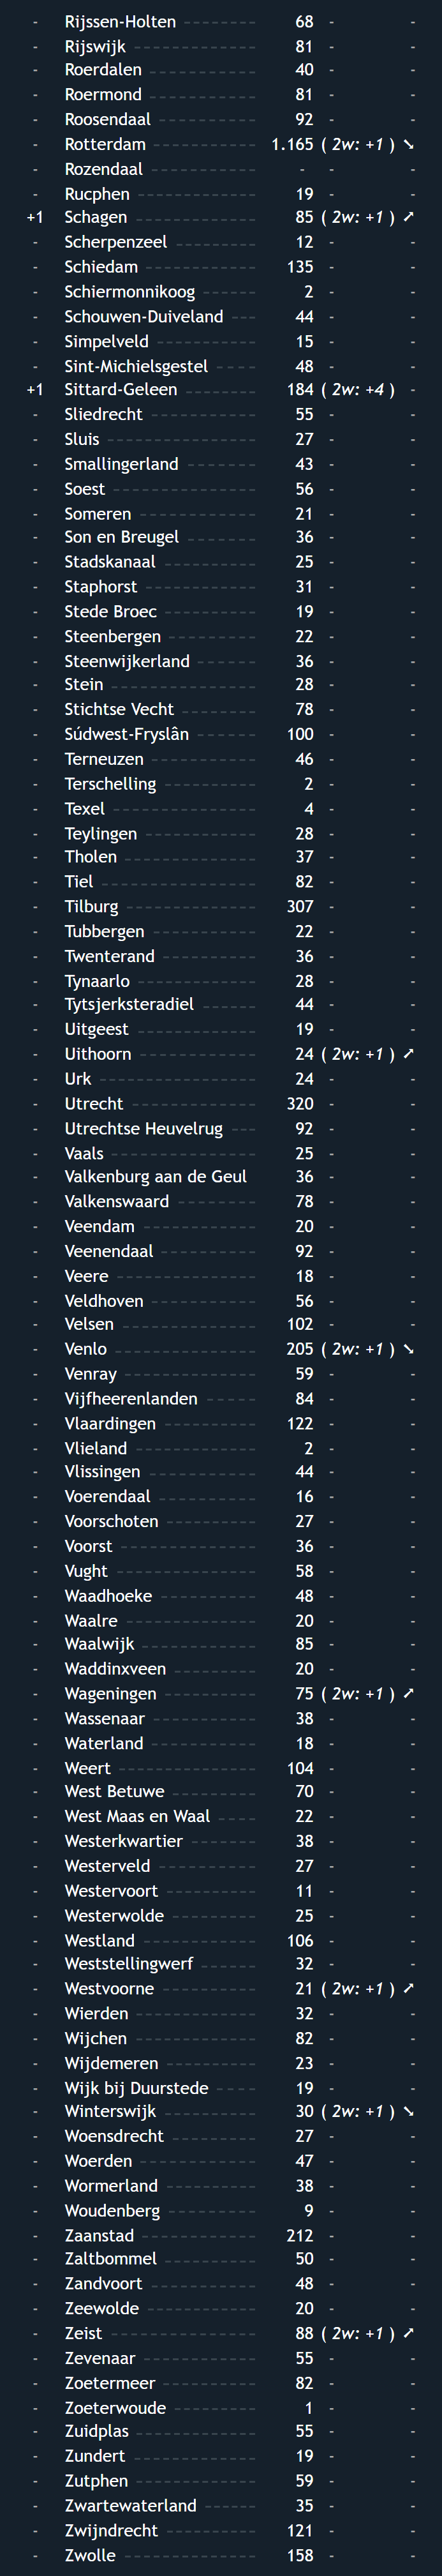 - Rijssen-Holten -------- 68 - -
- Rijswijk ------------- 81 - -
- Roerdalen ----------- 40 - -
- Roermond ----------- 81 - -
- Roosendaal ---------- 92 - -
- Rotterdam ----------- 1.165 ( 2w: +1 ) ➘
- Rozendaal ----------- - - -
- Rucphen ------------ 19 - -
+1 Schagen ------------- 85 ( 2w: +1 ) ➚
- Scherpenzeel -------- 12 - -
- Schiedam ------------ 135 - -
- Schiermonnikoog ----- 2 - -
- Schouwen-Duiveland --- 44 - -
- Simpelveld ---------- 15 - -
- Sint-Michielsgestel ---- 48 - -
+1 Sittard-Geleen ------- 184 ( 2w: +4 ) -
- Sliedrecht ----------- 55 - -
- Sluis --------------- 27 - -
- Smallingerland ------- 43 - -
- Soest --------------- 56 - -
- Someren ------------ 21 - -
- Son en Breugel ------- 36 - -
- Stadskanaal --------- 25 - -
- Staphorst ----------- 31 - -
- Stede Broec --------- 19 - -
- Steenbergen --------- 22 - -
- Steenwijkerland ------ 36 - -
- Stein --------------- 28 - -
- Stichtse Vecht -------- 78 - -
- Súdwest-Fryslân ------ 100 - -
- Terneuzen ----------- 46 - -
- Terschelling --------- 2 - -
- Texel --------------- 4 - -
- Teylingen ------------ 28 - -
- Tholen ------------- 37 - -
- Tiel ---------------- 82 - -
- Tilburg ------------- 307 - -
- Tubbergen ---------- 22 - -
- Twenterand --------- 36 - -
- Tynaarlo ------------ 28 - -
- Tytsjerksteradiel ----- 44 - -
- Uitgeest ------------ 19 - -
- Uithoorn ------------ 24 ( 2w: +1 ) ➚
- Urk ---------------- 24 - -
- Utrecht ------------- 320 - -
- Utrechtse Heuvelrug --- 92 - -
- Vaals --------------- 25 - -
- Valkenburg aan de Geul 36 - -
- Valkenswaard -------- 78 - -
- Veendam ------------ 20 - -
- Veenendaal ---------- 92 - -
- Veere -------------- 18 - -
- Veldhoven ----------- 56 - -
- Velsen ------------- 102 - -
- Venlo --------------- 205 ( 2w: +1 ) ➘
- Venray -------------- 59 - -
- Vijfheerenlanden ----- 84 - -
- Vlaardingen --------- 122 - -
- Vlieland ------------ 2 - -
- Vlissingen ----------- 44 - -
- Voerendaal ---------- 16 - -
- Voorschoten --------- 27 - -
- Voorst -------------- 36 - -
- Vught -------------- 58 - -
- Waadhoeke ---------- 48 - -
- Waalre ------------- 20 - -
- Waalwijk ------------ 85 - -
- Waddinxveen -------- 20 - -
- Wageningen --------- 75 ( 2w: +1 ) ➚
- Wassenaar ----------- 38 - -
- Waterland ----------- 18 - -
- Weert -------------- 104 - -
- West Betuwe --------- 70 - -
- West Maas en Waal ---- 22 - -
- Westerkwartier ------- 38 - -
- Westerveld ---------- 27 - -
- Westervoort --------- 11 - -
- Westerwolde --------- 25 - -
- Westland ------------ 106 - -
- Weststellingwerf ------ 32 - -
- Westvoorne ---------- 21 ( 2w: +1 ) ➚
- Wierden ------------- 32 - -
- Wijchen ------------- 82 - -
- Wijdemeren --------- 23 - -
- Wijk bij Duurstede ---- 19 - -
- Winterswijk ---------- 30 ( 2w: +1 ) ➘
- Woensdrecht --------- 27 - -
- Woerden ------------ 47 - -
- Wormerland --------- 38 - -
- Woudenberg --------- 9 - -
- Zaanstad ------------ 212 - -
- Zaltbommel --------- 50 - -
- Zandvoort ----------- 48 - -
- Zeewolde ----------- 20 - -
- Zeist --------------- 88 ( 2w: +1 ) ➚
- Zevenaar ------------ 55 - -
- Zoetermeer ---------- 82 - -
- Zoeterwoude --------- 1 - -
- Zuidplas ------------ 55 - -
- Zundert ------------- 19 - -
- Zutphen ------------ 59 - -
- Zwartewaterland ------ 35 - -
- Zwijndrecht --------- 121 - -
- Zwolle -------------- 158 - -